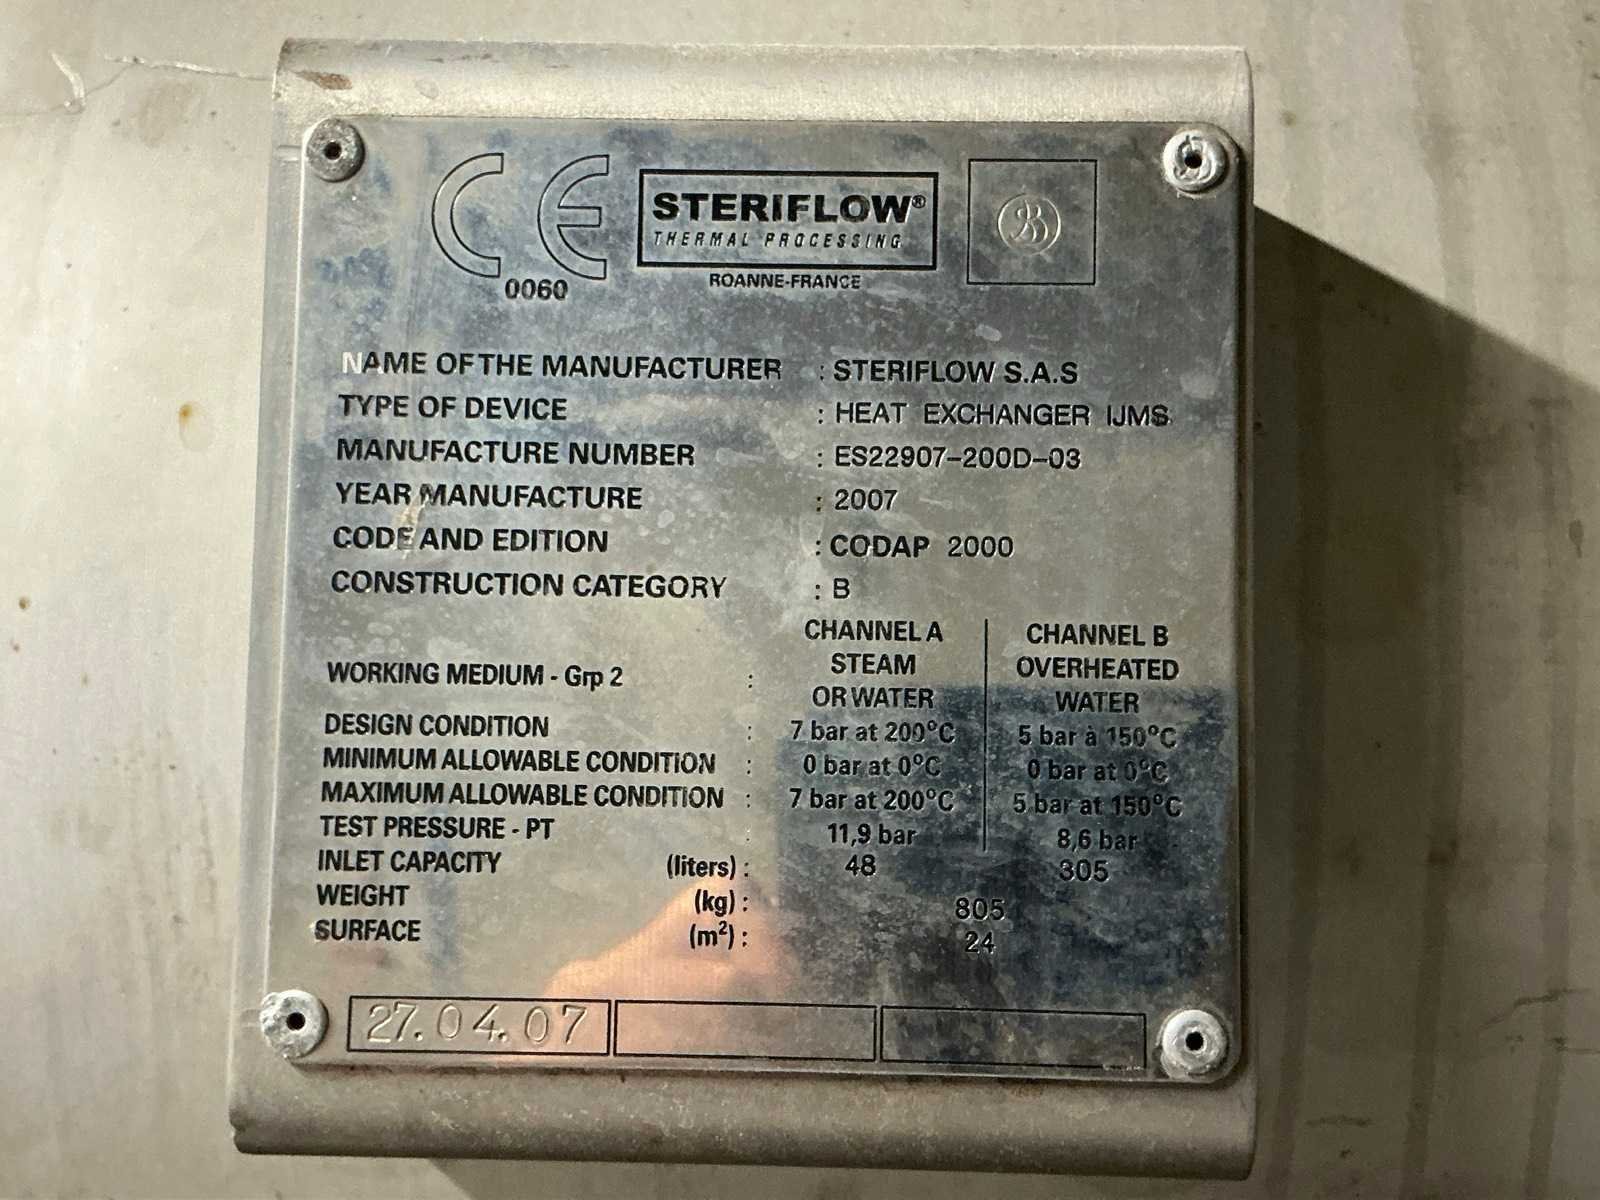 CE
0060
STERIFLOW®
THERMAL PROCESSING
ROANNE-FRANCE
B
NAME OF THE MANUFACTURER : STERIFLOW S.A.S
TYPE OF DEVICE : HEAT EXCHANGER IJMS
MANUFACTURE NUMBER : ES22907-200D-03
YEAR MANUFACTURE : 2007
CODE AND EDITION : CODAP 2000
CONSTRUCTION CATEGORY : B
CHANNEL A CHANNEL B
WORKING MEDIUM - Grp 2 : STEAM OVERHEATED
OR WATER WATER
DESIGN CONDITION : 7 bar at 200°C 5 bar à 150°C
MINIMUM ALLOWABLE CONDITION : 0 bar at 0°C 0 bar at 0°C
MAXIMUM ALLOWABLE CONDITION : 7 bar at 200°C 5 bar at 150°C
TEST PRESSURE - PT : 11,9 bar 8,6 bar
INLET CAPACITY (liters) : 48 305
WEIGHT (kg) : 805
SURFACE (m²) : 24
27.04.07